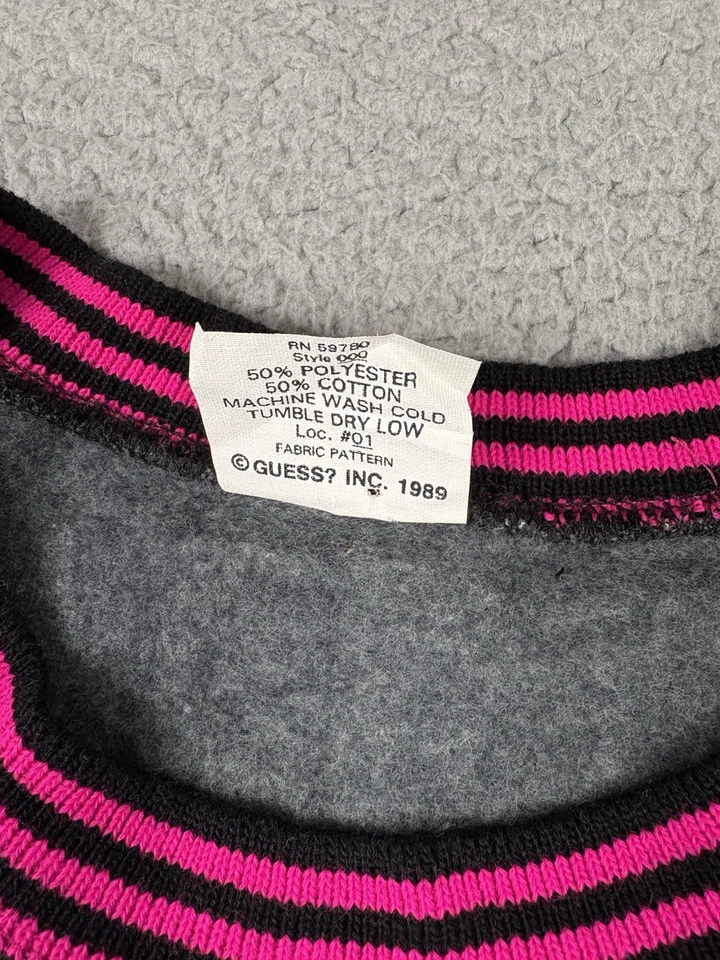 RN 59780
Style 000
50% POLYESTER
50% COTTON
MACHINE WASH COLD
TUMBLE DRY LOW
Loc. #01
FABRIC PATTERN
© GUESS? INC. 1989